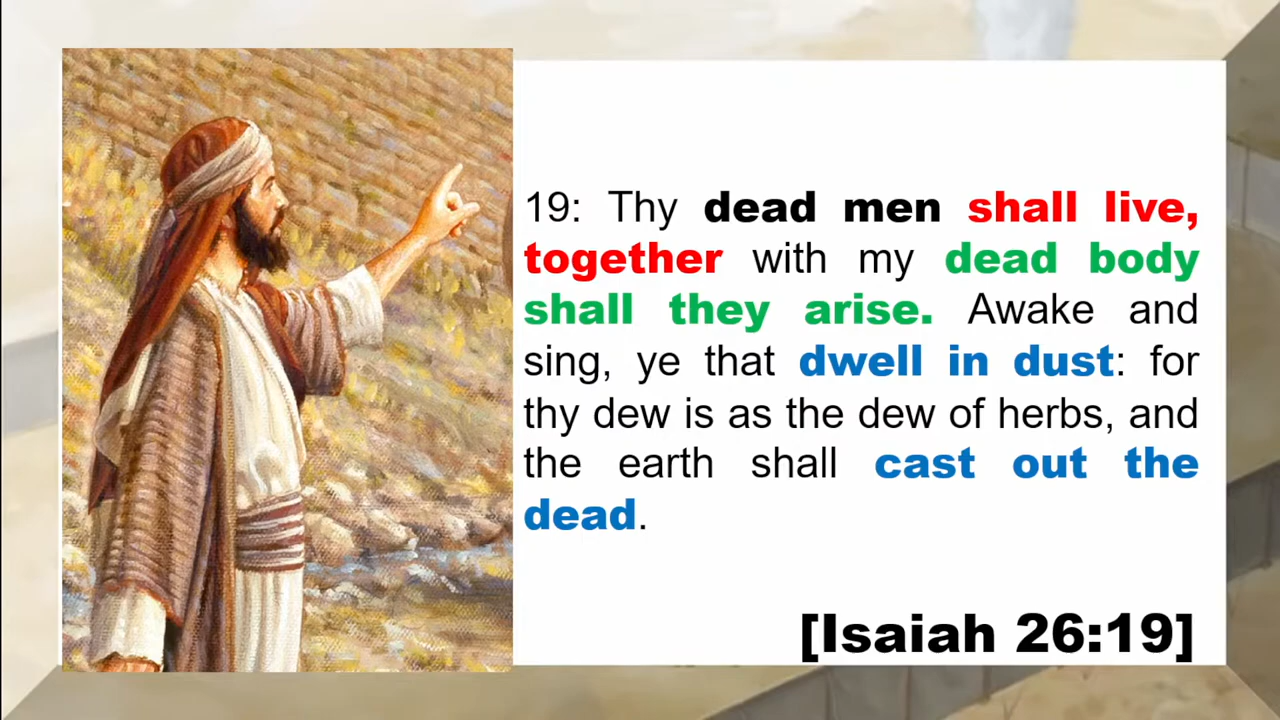 19: Thy dead men shall live,
together with my dead body
shall they arise. Awake and
sing, ye that dwell in dust: for
thy dew is as the dew of herbs, and
the earth shall cast out the
dead.
[Isaiah 26:19]